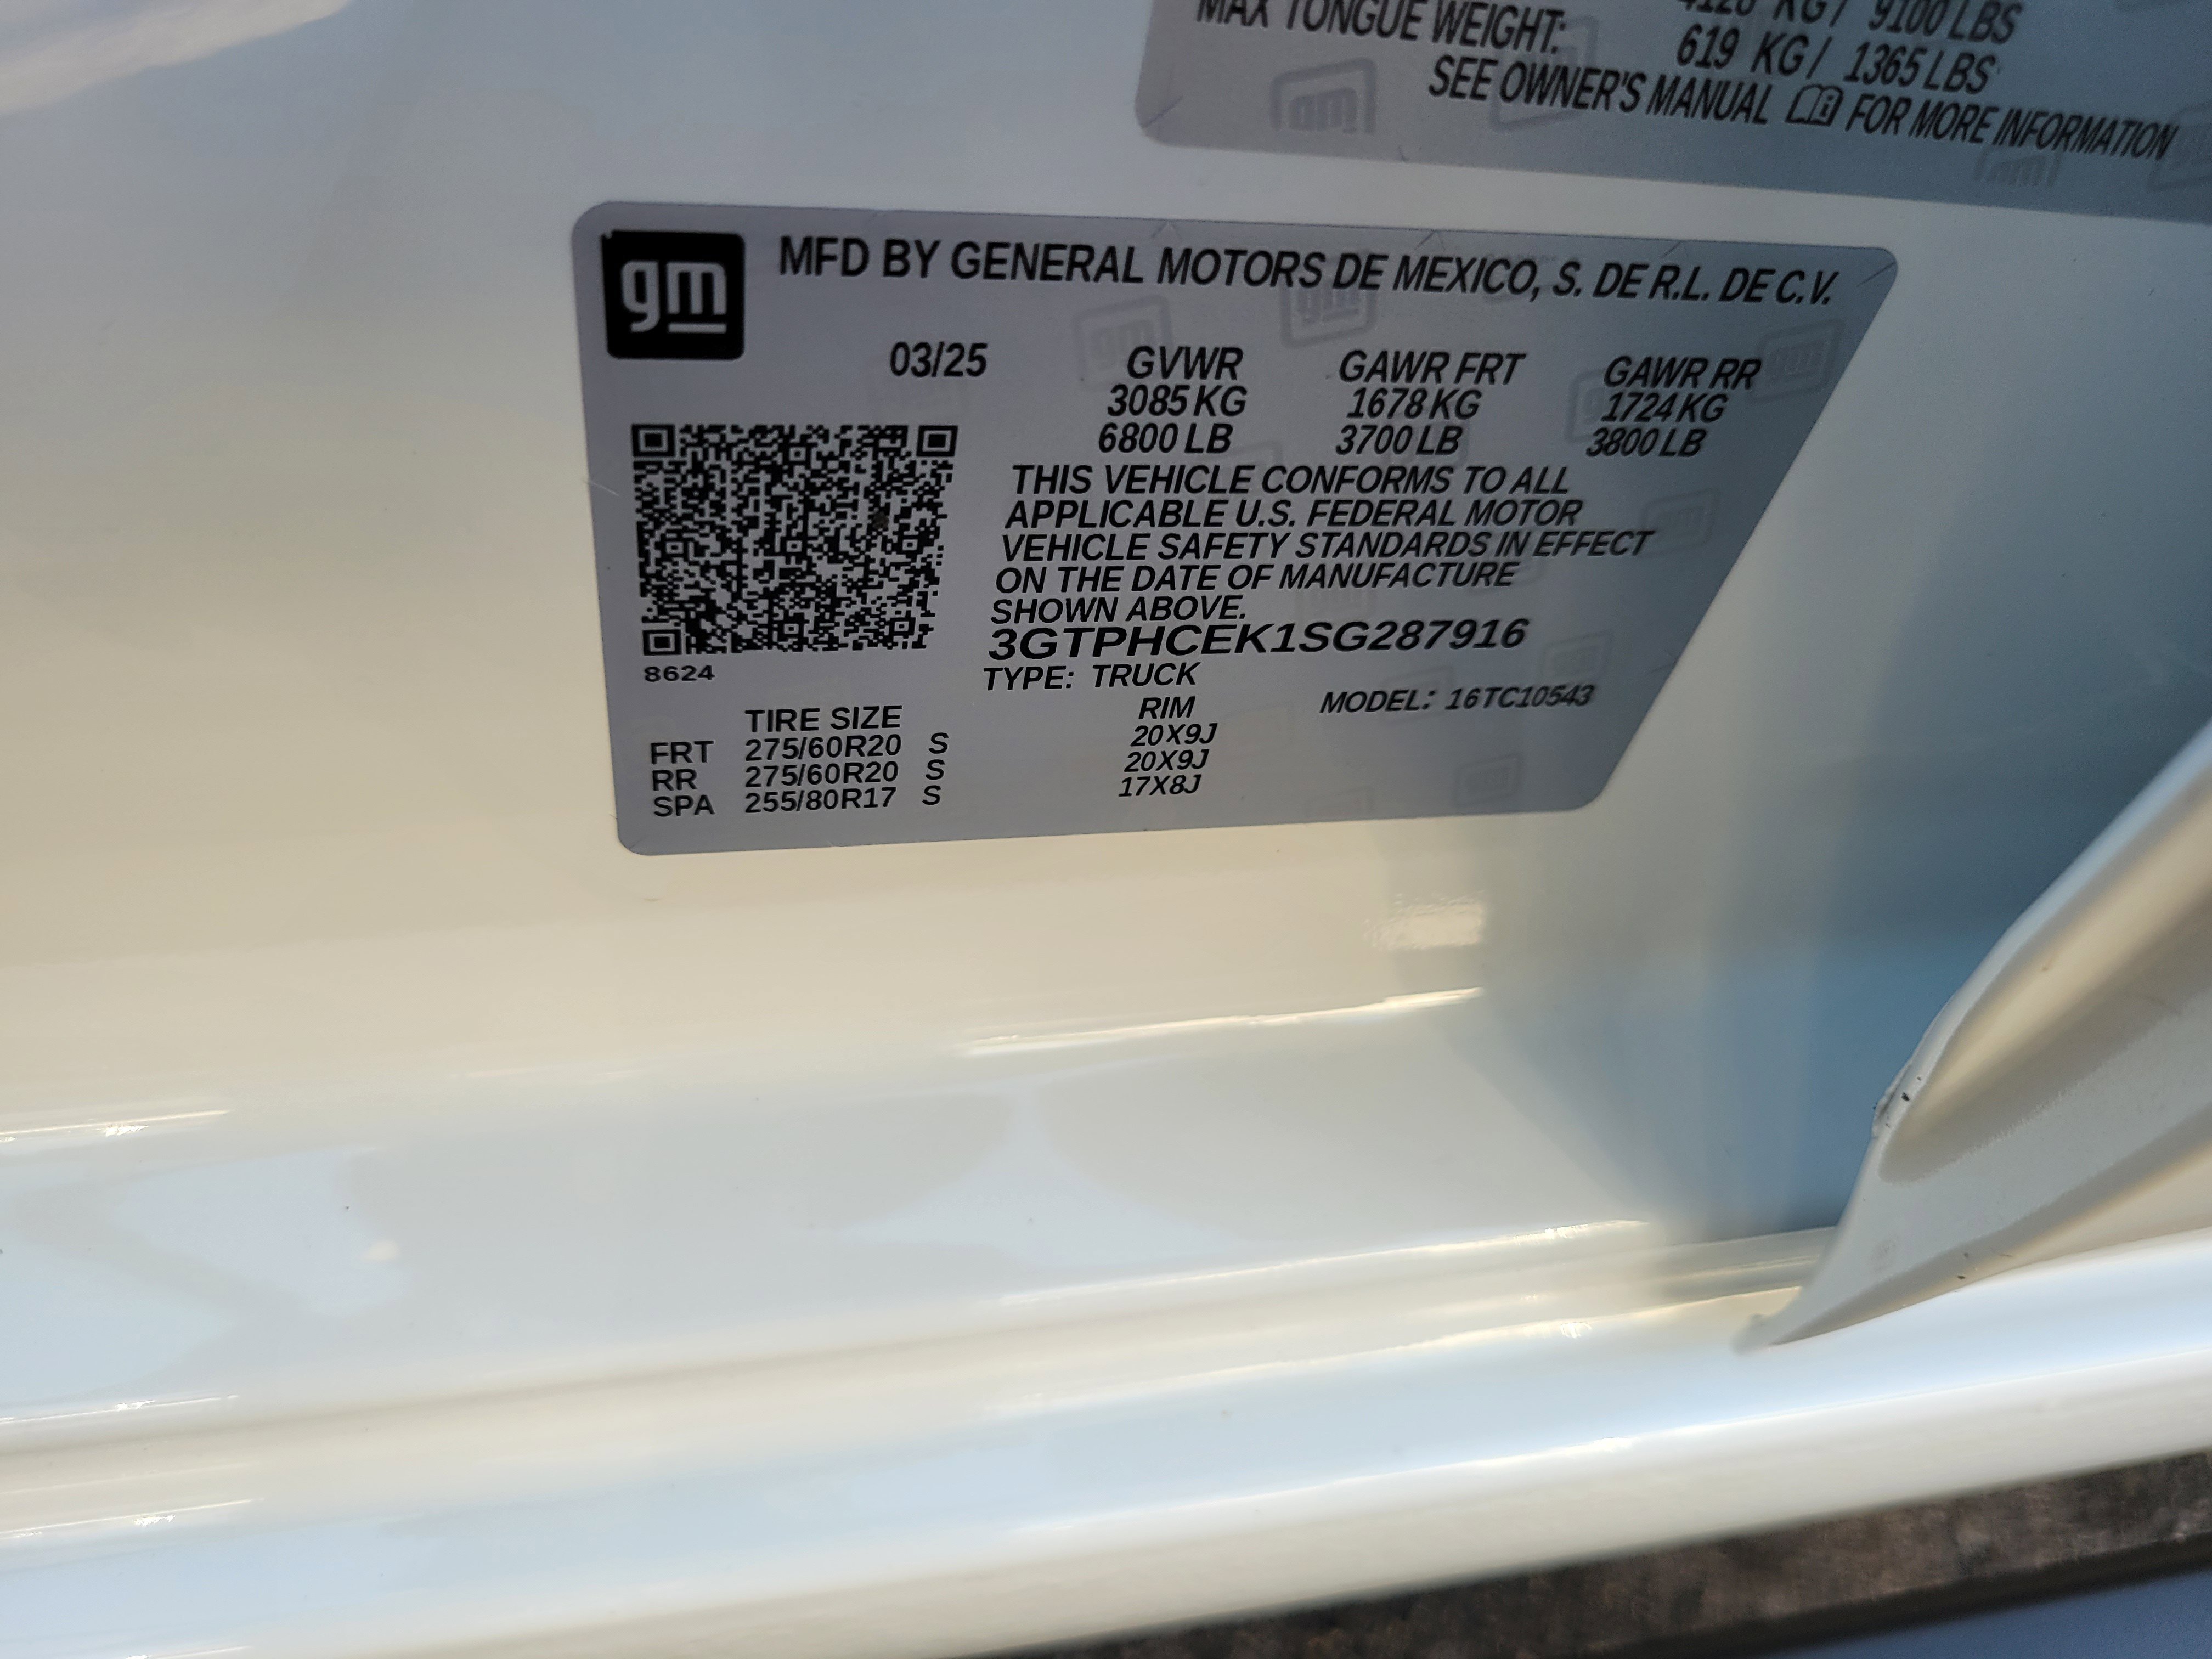 MAX TONGUE WEIGHT: 4128 KG / 9100 LBS
619 KG / 1365 LBS
SEE OWNER'S MANUAL FOR MORE INFORMATION
gm
MFD BY GENERAL MOTORS DE MEXICO, S. DE R.L. DE C.V.
03/25 GVWR GAWR FRT GAWR RR
3085 KG 1678 KG 1724 KG
6800 LB 3700 LB 3800 LB
THIS VEHICLE CONFORMS TO ALL
APPLICABLE U.S. FEDERAL MOTOR
VEHICLE SAFETY STANDARDS IN EFFECT
ON THE DATE OF MANUFACTURE
SHOWN ABOVE.
3GTPHCEK1SG287916
8624
TYPE: TRUCK
MODEL: 16TC10543
TIRE SIZE RIM
FRT 275/60R20 S 20X9J
RR 275/60R20 S 20X9J
SPA 255/80R17 S 17X8J